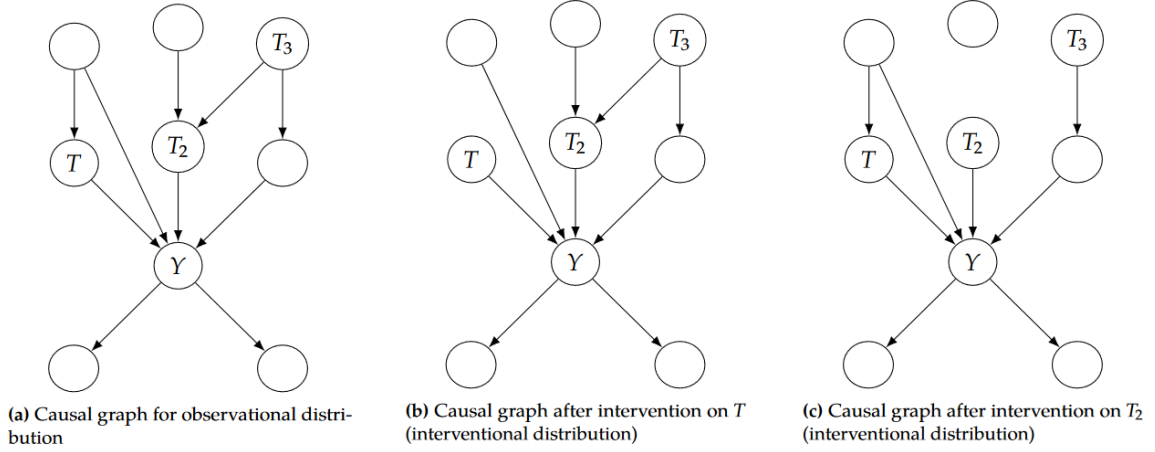 T₃
T
T₂
Y
(a) Causal graph for observational distri-
bution
T₃
T
T₂
Y
(b) Causal graph after intervention on T
(interventional distribution)
T₃
T
T₂
Y
(c) Causal graph after intervention on T₂
(interventional distribution)